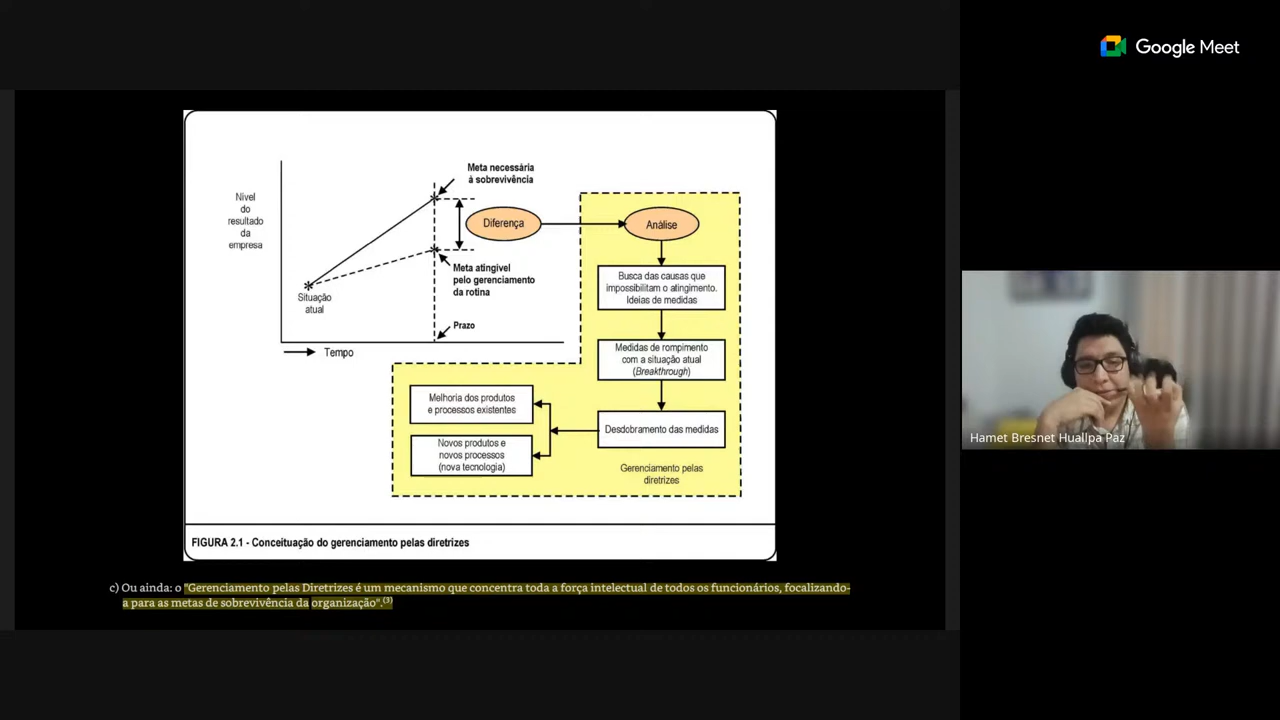 Google Meet
Meta necessária
à sobrevivência
Nível
do
resultado
da
empresa
Diferença
Análise
Meta atingível
pelo gerenciamento
da rotina
Situação
atual
Prazo
Tempo
Busca das causas que
impossibilitam o atingimento.
Ideias de medidas
Medidas de rompimento
com a situação atual
(Breakthrough)
Desdobramento das medidas
Melhoria dos produtos
e processos existentes
Novos produtos e
novos processos
(nova tecnologia)
Gerenciamento pelas
diretrizes
FIGURA 2.1 - Conceituação do gerenciamento pelas diretrizes
c) Ou ainda: o "Gerenciamento pelas Diretrizes é um mecanismo que concentra toda a força intelectual de todos os funcionários, focalizando-
a para as metas de sobrevivência da organização".(3)
Hamet Bresnet Huallpa Paz